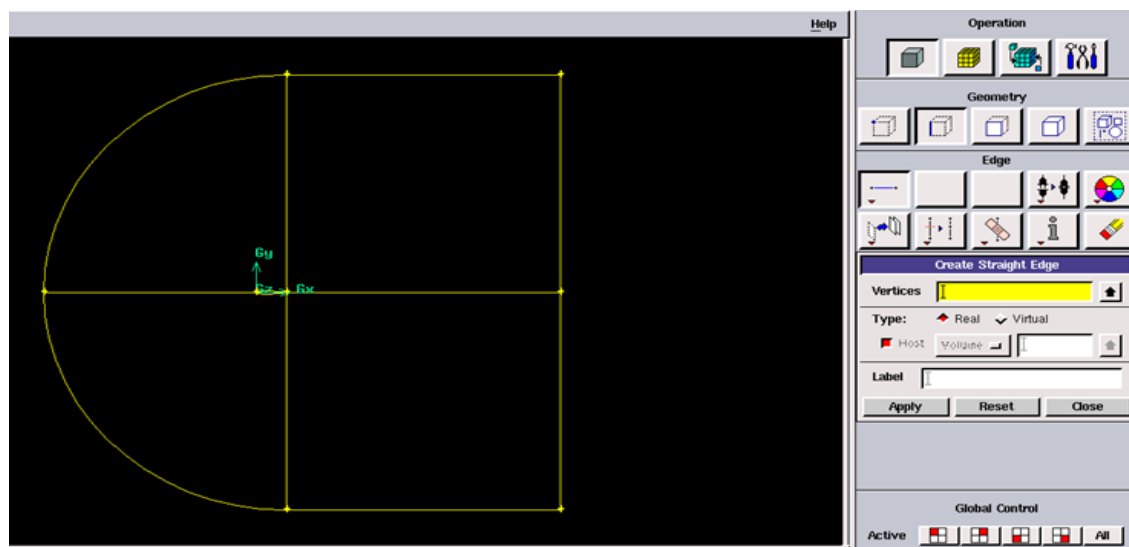 Help
Operation
Geometry
Edge
Gy
Gz Gx
Create Straight Edge
Vertices
Type: Real Virtual
Host Volume
Label
Apply Reset Close
Global Control
Active All